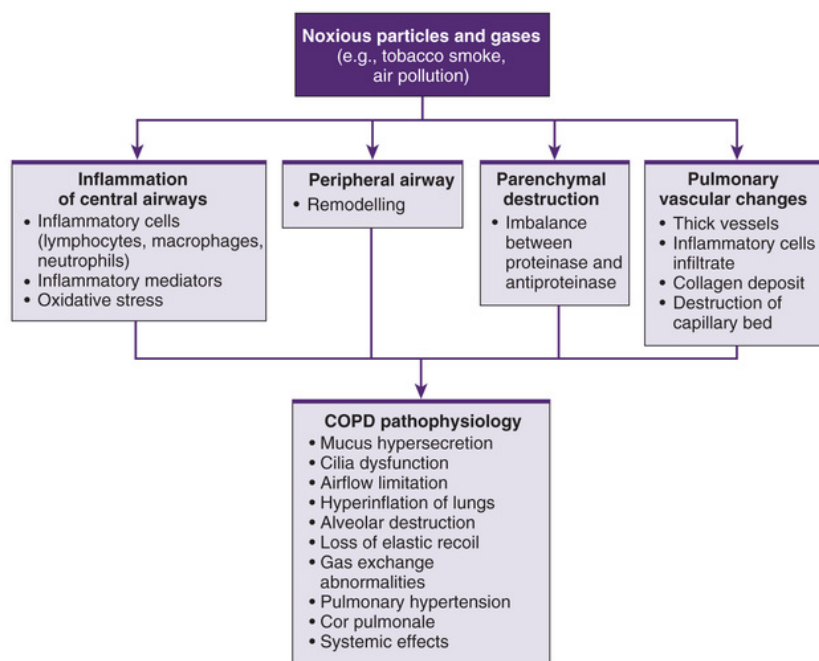 Noxious particles and gases
(e.g., tobacco smoke,
air pollution)
Inflammation
of central airways
• Inflammatory cells
(lymphocytes, macrophages,
neutrophils)
• Inflammatory mediators
• Oxidative stress
Peripheral airway
• Remodelling
Parenchymal
destruction
• Imbalance
between
proteinase and
antiproteinase
Pulmonary
vascular changes
• Thick vessels
• Inflammatory cells
infiltrate
• Collagen deposit
• Destruction of
capillary bed
COPD pathophysiology
• Mucus hypersecretion
• Cilia dysfunction
• Airflow limitation
• Hyperinflation of lungs
• Alveolar destruction
• Loss of elastic recoil
• Gas exchange
abnormalities
• Pulmonary hypertension
• Cor pulmonale
• Systemic effects